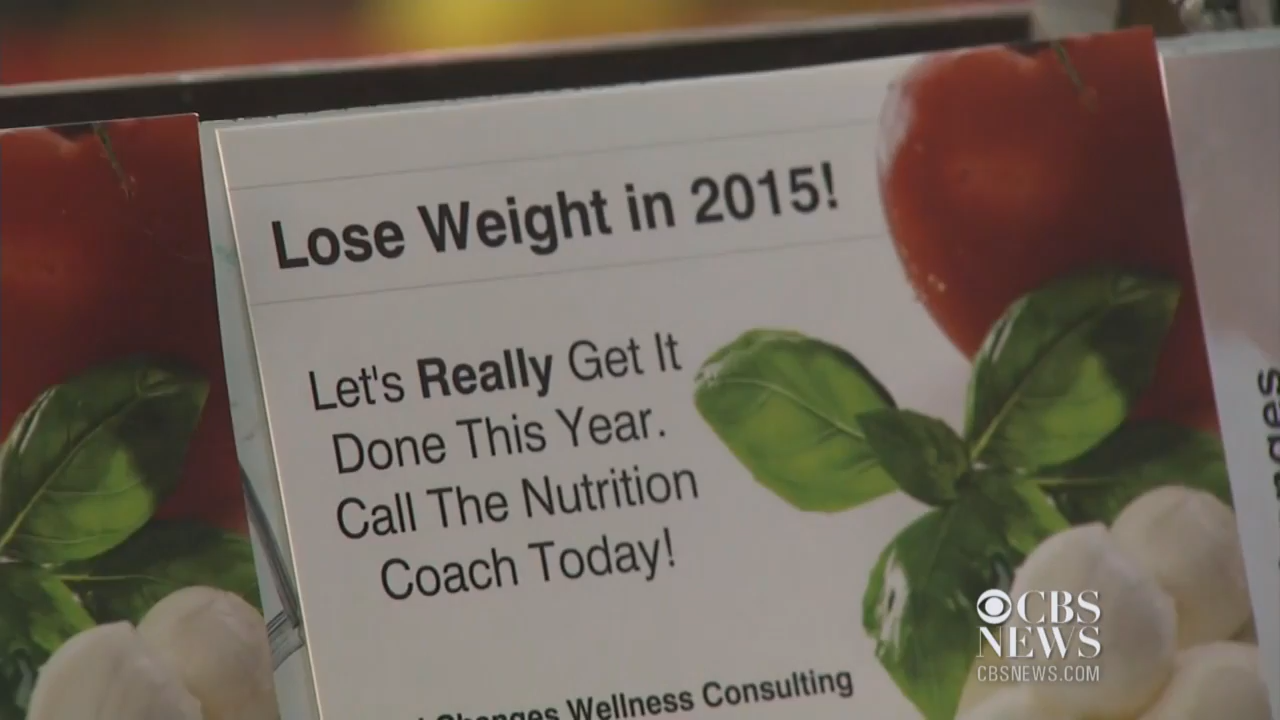 Lose Weight in 2015!
Let's Really Get It
Done This Year.
Call The Nutrition
Coach Today!
Changes Wellness Consulting
CBS
NEWS
CBSNEWS.COM